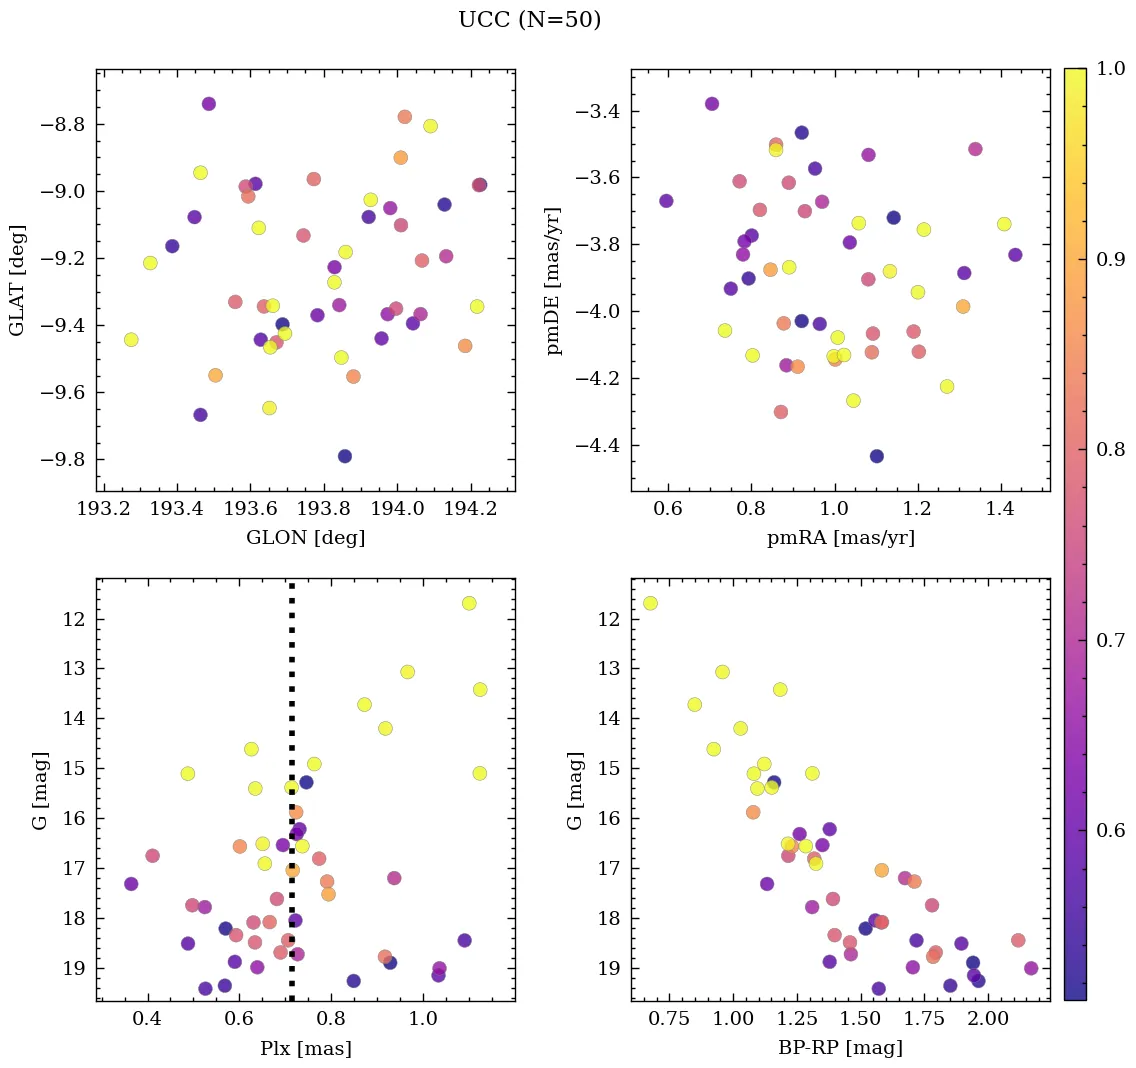 UCC (N=50)
−8.8
−9.0
−9.2
−9.4
−9.6
−9.8
GLAT [deg]
193.2 193.4 193.6 193.8 194.0 194.2
GLON [deg]
−3.4
−3.6
−3.8
−4.0
−4.2
−4.4
pmDE [mas/yr]
0.6 0.8 1.0 1.2 1.4
pmRA [mas/yr]
1.0
0.9
0.8
0.7
0.6
12
13
14
15
16
17
18
19
G [mag]
0.4 0.6 0.8 1.0
Plx [mas]
12
13
14
15
16
17
18
19
G [mag]
0.75 1.00 1.25 1.50 1.75 2.00
BP-RP [mag]